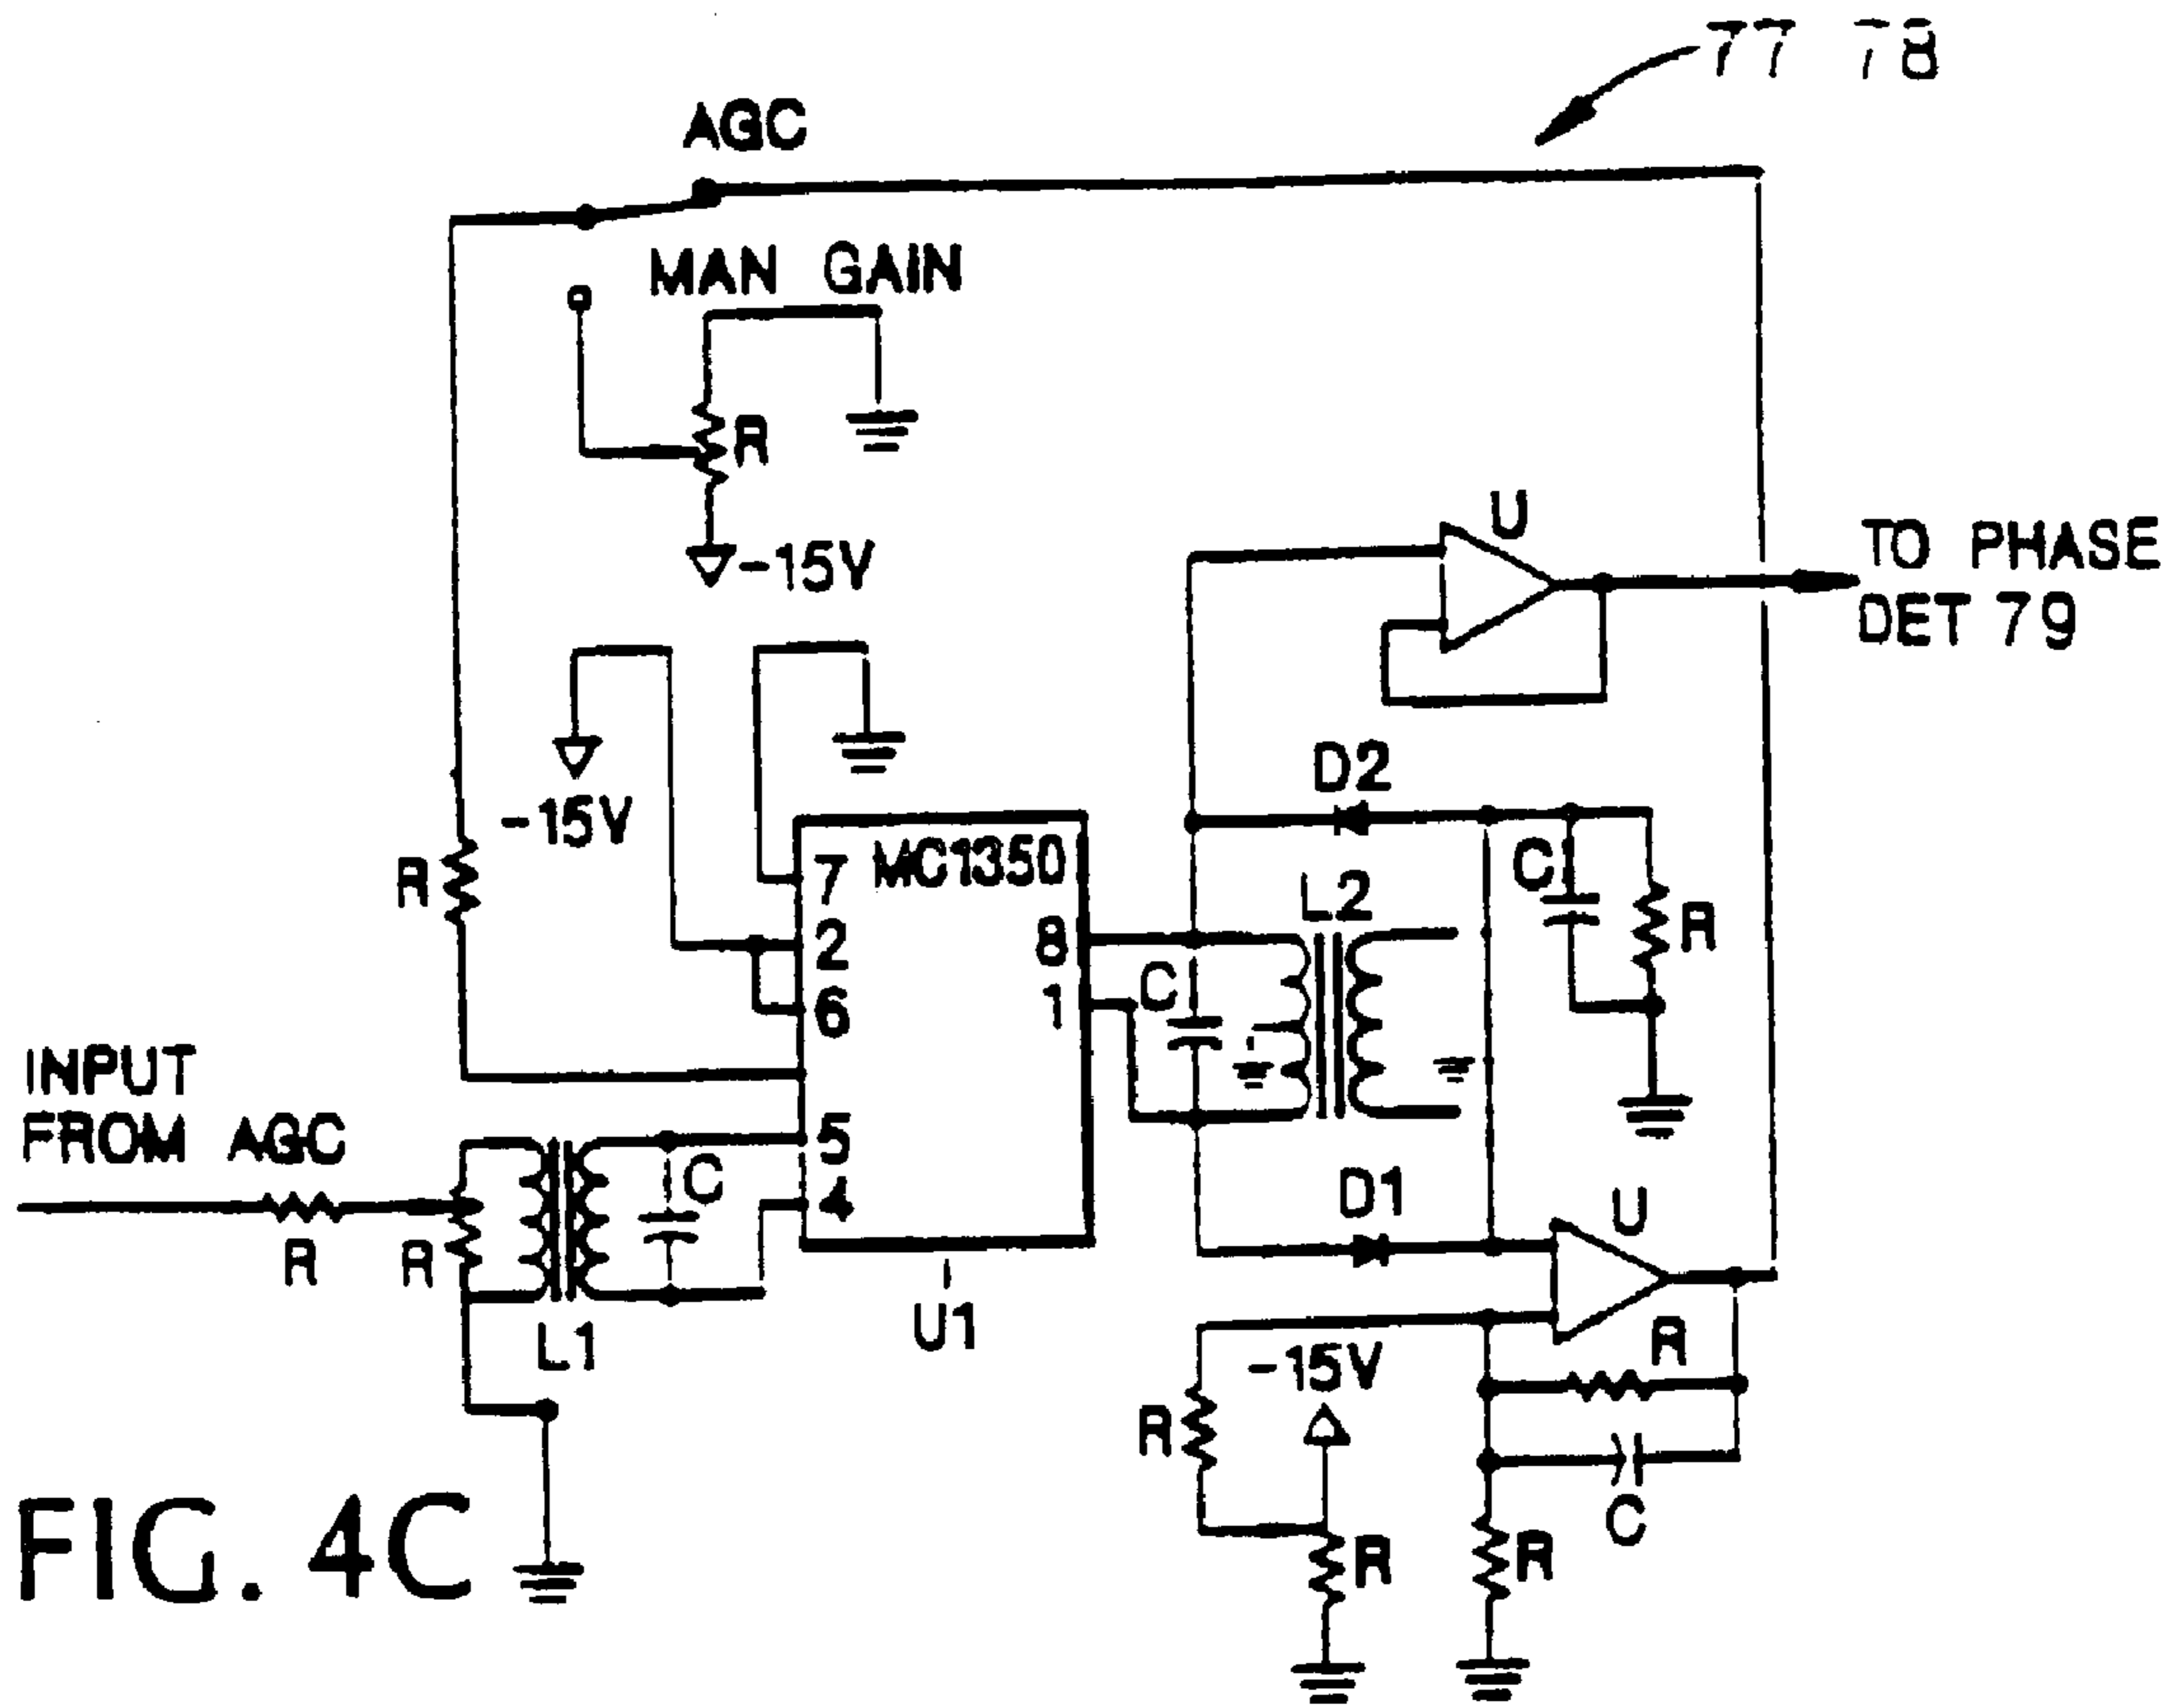 77 78
AGC
MAN GAIN
R
-15V
U
TO PHASE
DET 79
D2
-15V
R
7
MC1350
2
6
8
1
C
L2
C
R
INPUT
FROM AGC
5
4
C
R
R
L1
U1
D1
U
R
-15V
R
R
R
C
FIG. 4C